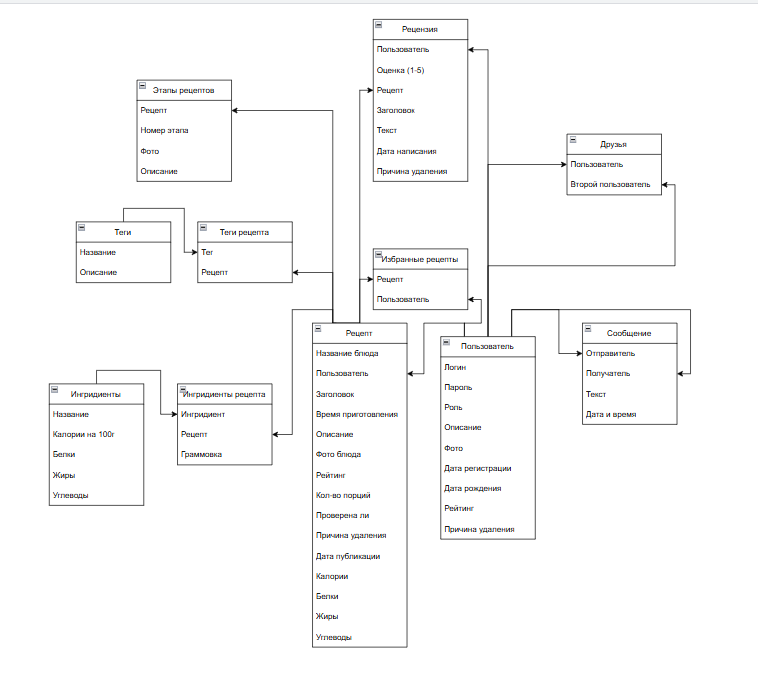 Рецензия
Пользователь
Оценка (1-5)
Рецепт
Заголовок
Текст
Дата написания
Причина удаления
Этапы рецептов
Рецепт
Номер этапа
Фото
Описание
Друзья
Пользователь
Второй пользователь
Теги
Название
Описание
Теги рецепта
Тег
Рецепт
Избранные рецепты
Рецепт
Пользователь
Рецепт
Название блюда
Пользователь
Заголовок
Время приготовления
Описание
Фото блюда
Рейтинг
Кол-во порций
Проверена ли
Причина удаления
Дата публикации
Калории
Белки
Жиры
Углеводы
Пользователь
Логин
Пароль
Роль
Описание
Фото
Дата регистрации
Дата рождения
Рейтинг
Причина удаления
Сообщение
Отправитель
Получатель
Текст
Дата и время
Ингридиенты
Название
Калории на 100г
Белки
Жиры
Углеводы
Ингридиенты рецепта
Ингридиент
Рецепт
Граммовка